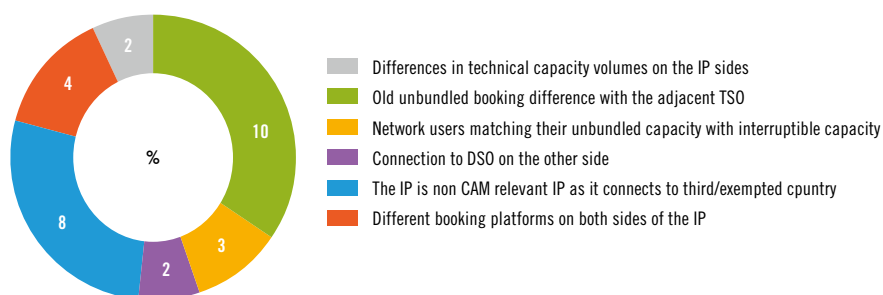 2
10
4
%
8
3
2
Differences in technical capacity volumes on the IP sides
Old unbundled booking difference with the adjacent TSO
Network users matching their unbundled capacity with interruptible capacity
Connection to DSO on the other side
The IP is non CAM relevant IP as it connects to third/exempted cpuntry
Different booking platforms on both sides of the IP